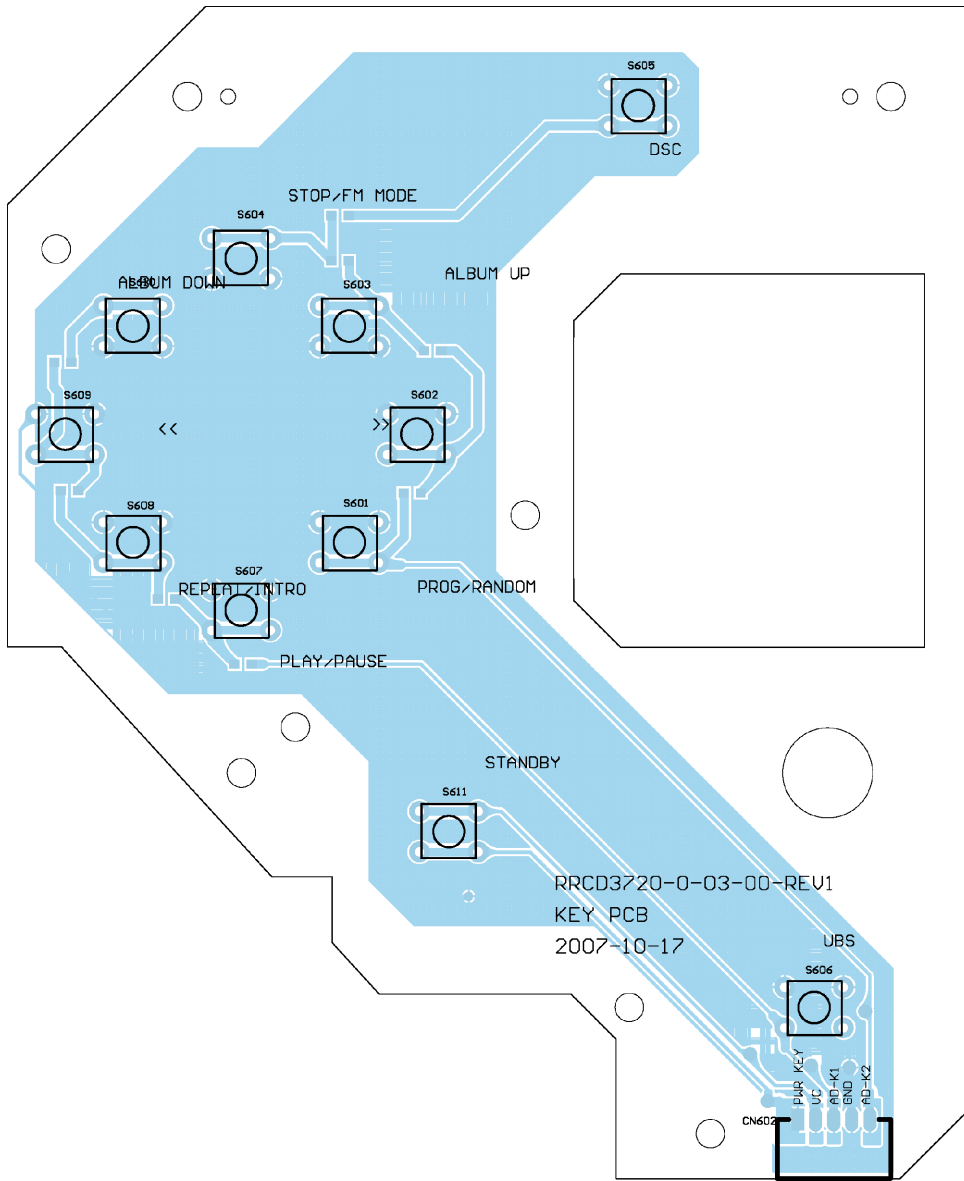 S605
DSC
STOP/FM MODE
S604
ALBUM UP
ALBUM DOWN
S603
S609
S602
<<
>>
S608
S601
S607
REPEAT/INTRO
PROG/RANDOM
PLAY/PAUSE
STANDBY
S611
RRCD3720-0-03-00-REV1
KEY PCB
2007-10-17
UBS
S606
PWR KEY
VC
AD-K1
GND
AD-K2
CN602